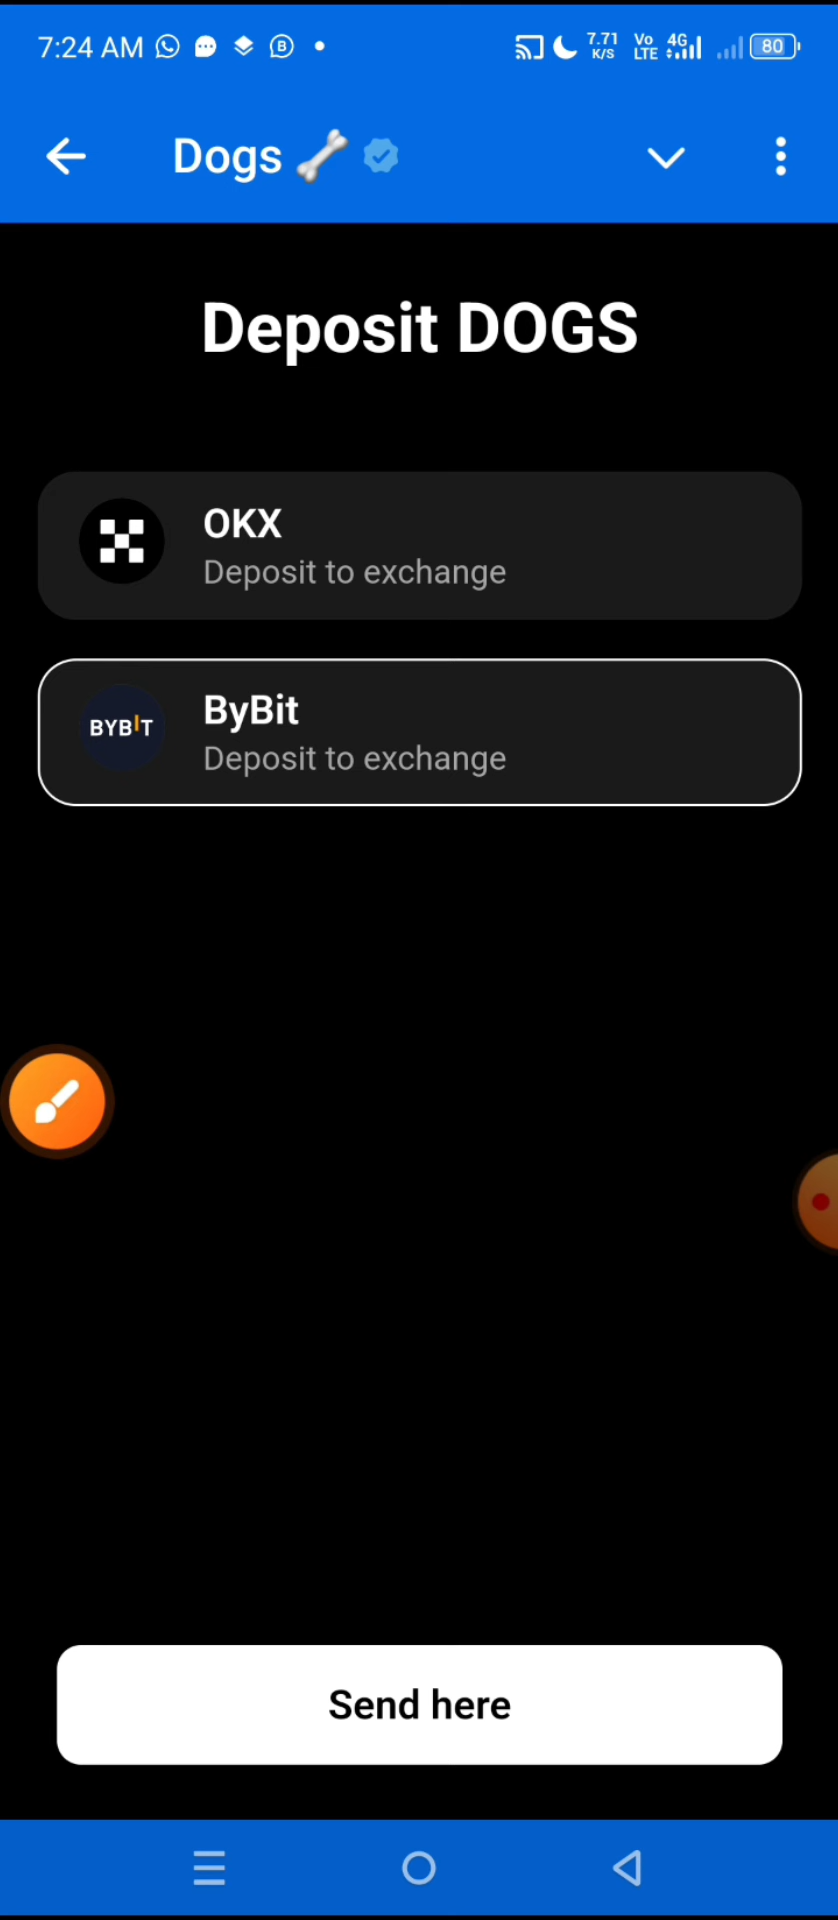 7:24 AM
7.71 K/S
Vo LTE
4G
80
Dogs
Deposit DOGS
OKX
Deposit to exchange
BYBIT
ByBit
Deposit to exchange
Send here